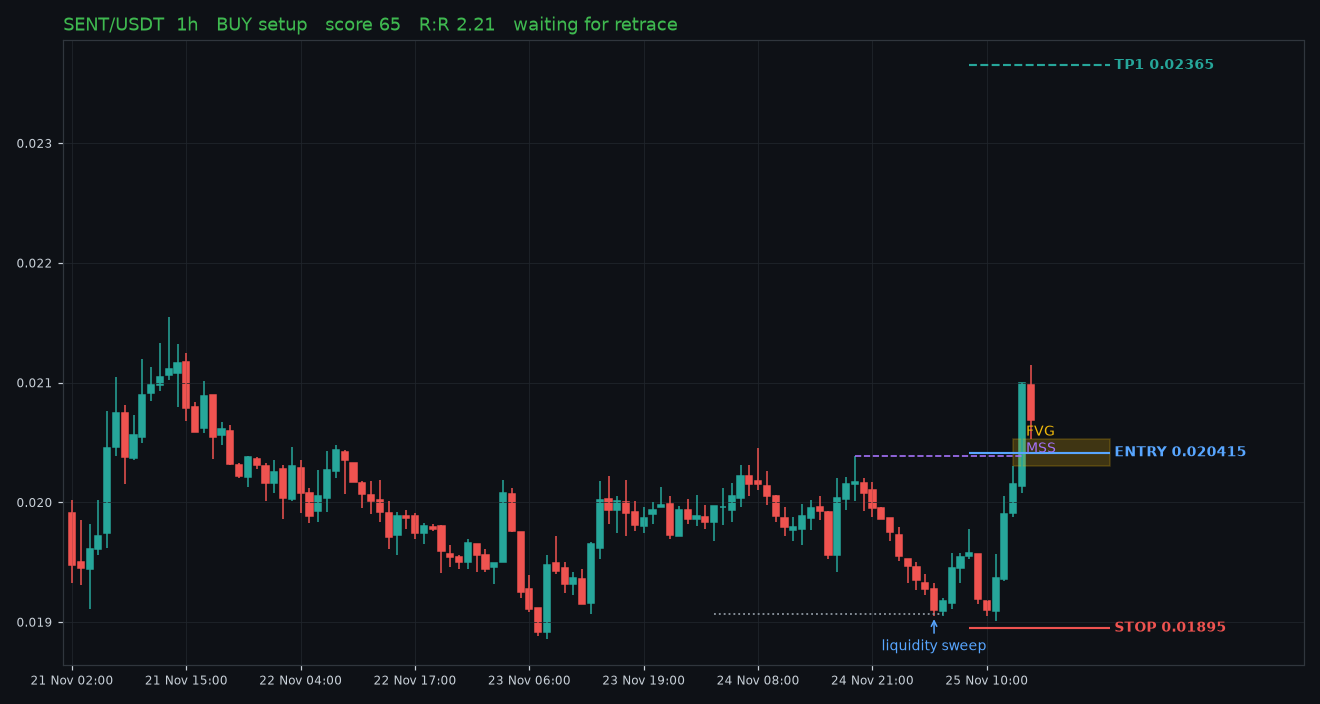 SENT/USDT 1h BUY setup score 65 R:R 2.21 waiting for retrace
TP1 0.02365
0.023
0.022
0.021
FVG
MSS
ENTRY 0.020415
0.020
0.019
STOP 0.01895
liquidity sweep
21 Nov 02:00 21 Nov 15:00 22 Nov 04:00 22 Nov 17:00 23 Nov 06:00 23 Nov 19:00 24 Nov 08:00 24 Nov 21:00 25 Nov 10:00